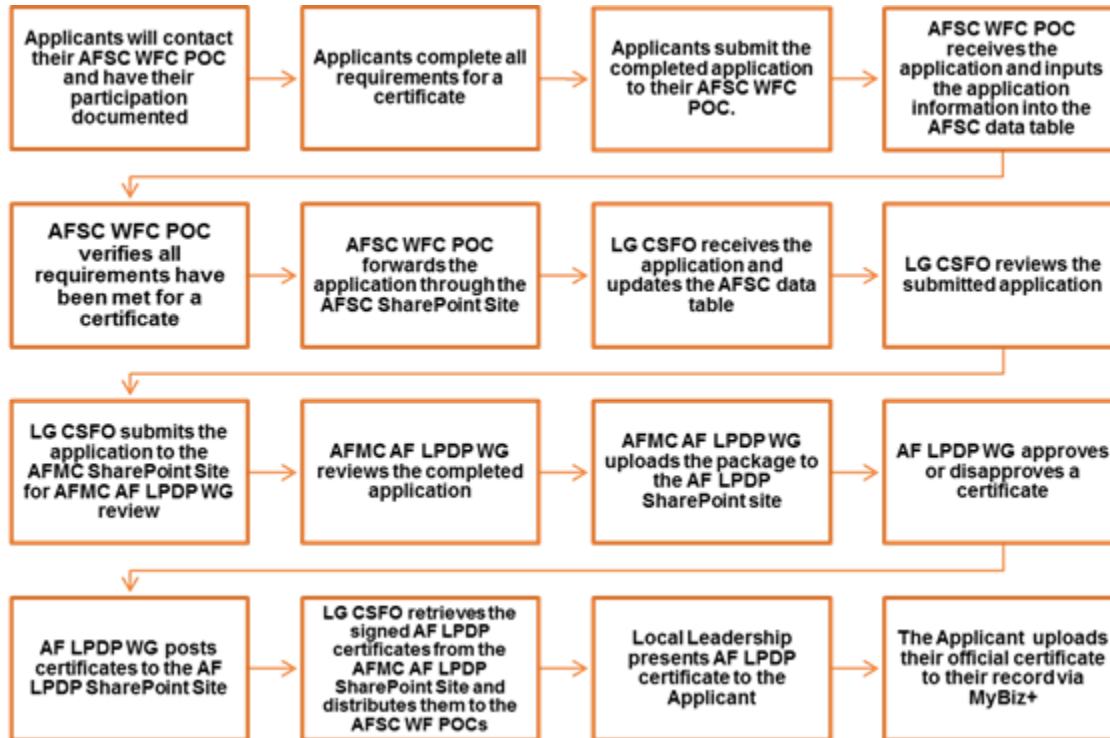 Applicants will contact
their AFSC WFC POC
and have their
participation
documented
Applicants complete all
requirements for a
certificate
Applicants submit the
completed application
to their AFSC WFC
POC.
AFSC WFC POC
receives the
application and inputs
the application
information into the
AFSC data table
AFSC WFC POC
verifies all
requirements have
been met for a
certificate
AFSC WFC POC
forwards the
application through the
AFSC SharePoint Site
LG CSFO receives the
application and
updates the AFSC data
table
LG CSFO reviews the
submitted application
LG CSFO submits the
application to the
AFMC SharePoint Site
for AFMC AF LPDP WG
review
AFMC AF LPDP WG
reviews the completed
application
AFMC AF LPDP WG
uploads the package to
the AF LPDP
SharePoint site
AF LPDP WG approves
or disapproves a
certificate
AF LPDP WG posts
certificates to the AF
LPDP SharePoint Site
LG CSFO retrieves the
signed AF LPDP
certificates from the
AFMC AF LPDP
SharePoint Site and
distributes them to the
AFSC WF POCs
Local Leadership
presents AF LPDP
certificate to the
Applicant
The Applicant uploads
their official certificate
to their record via
MyBiz+